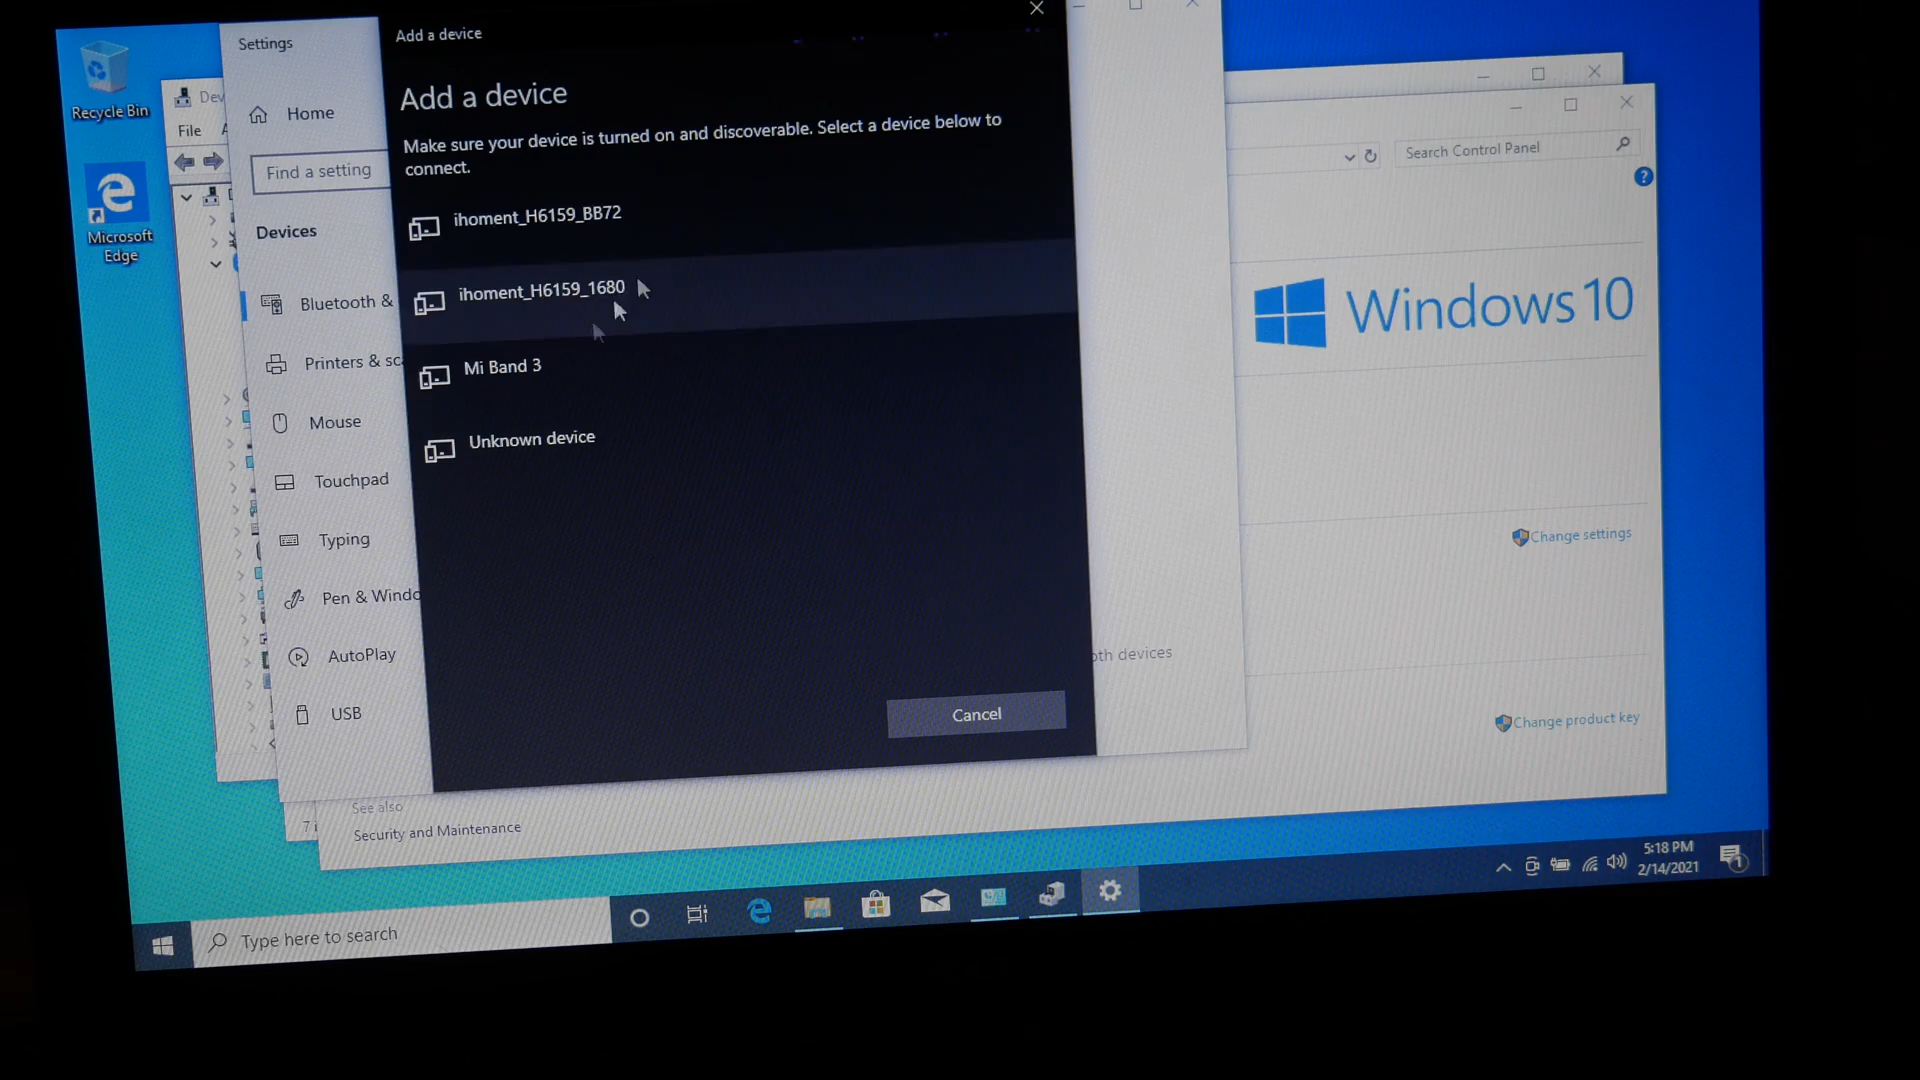 Recycle Bin
Microsoft
Edge
Dev
File
Settings
Home
Find a setting
Devices
Bluetooth &
Printers & sc
Mouse
Touchpad
Typing
Pen & Windo
AutoPlay
USB
Add a device
Add a device
Make sure your device is turned on and discoverable. Select a device below to
connect.
ihoment_H6159_BB72
ihoment_H6159_1680
Mi Band 3
Unknown device
Cancel
oth devices
Search Control Panel
Windows 10
Change settings
Change product key
7 i
See also
Security and Maintenance
Type here to search
5:18 PM
2/14/2021
1